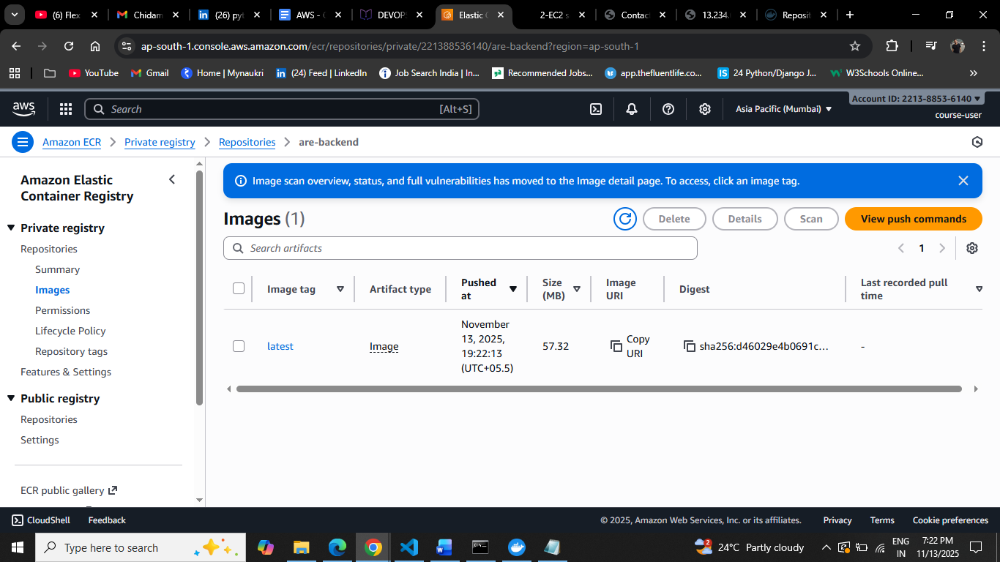 (6) Flex
Chidam
(26) pyt
AWS - C
DEVOPS
Elastic C
2-EC2 s
Contac
13.234.
Reposit
ap-south-1.console.aws.amazon.com/ecr/repositories/private/221388536140/are-backend?region=ap-south-1
YouTube
Gmail
Home | Mynaukri
(24) Feed | LinkedIn
Job Search India | In...
Recommended Jobs...
app.thefluentlife.co...
24 Python/Django J...
W3Schools Online...
aws
Search
[Alt+S]
Asia Pacific (Mumbai)
Account ID: 2213-8853-6140
course-user
Amazon ECR
Private registry
Repositories
are-backend
Amazon Elastic
Container Registry
Private registry
Repositories
Summary
Images
Permissions
Lifecycle Policy
Repository tags
Features & Settings
Public registry
Repositories
Settings
ECR public gallery
Image scan overview, status, and full vulnerabilities has moved to the Image detail page. To access, click an image tag.
Images (1)
Delete
Details
Scan
View push commands
Search artifacts
1
Image tag
Artifact type
Pushed
at
Size
(MB)
Image
URI
Digest
Last recorded pull
time
latest
Image
November
13, 2025,
19:22:13
(UTC+05.5)
57.32
Copy
URI
sha256:d46029e4b0691c...
-
CloudShell
Feedback
© 2025, Amazon Web Services, Inc. or its affiliates.
Privacy
Terms
Cookie preferences
Type here to search
2
24°C Partly cloudy
ENG
IN
7:22 PM
11/13/2025